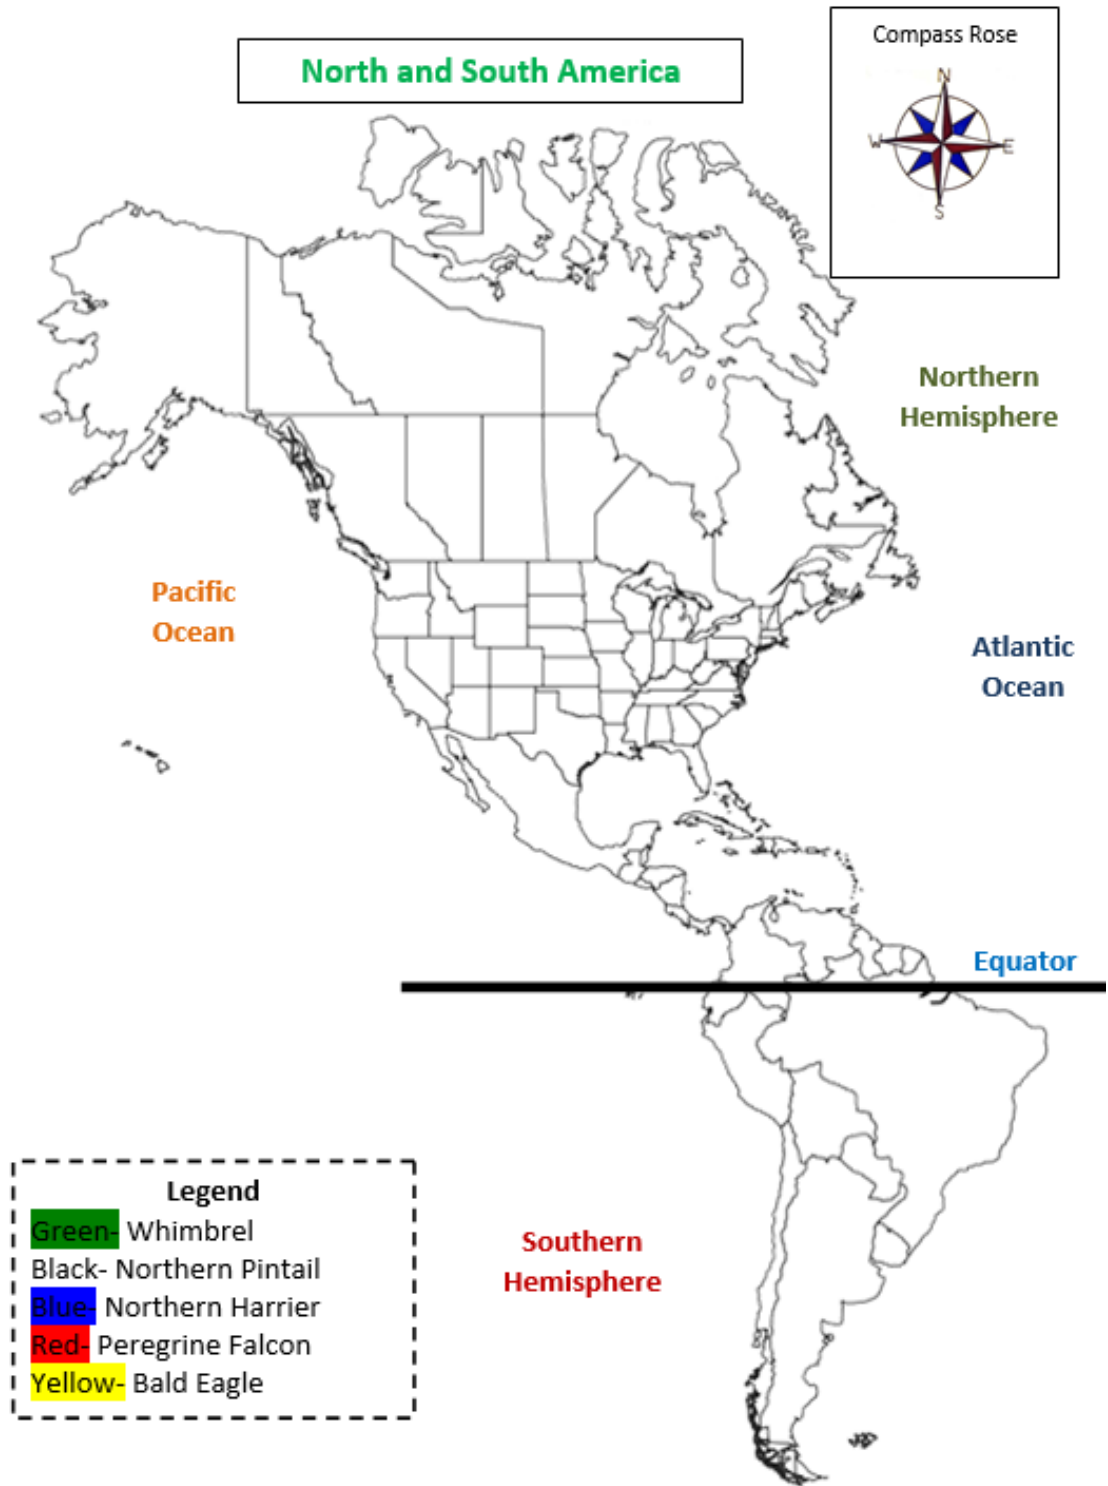 North and South America
Compass Rose
N
W
E
S
Northern
Hemisphere
Pacific
Ocean
Atlantic
Ocean
Equator
Southern
Hemisphere
Legend
Green- Whimbrel
Black- Northern Pintail
Blue- Northern Harrier
Red- Peregrine Falcon
Yellow- Bald Eagle